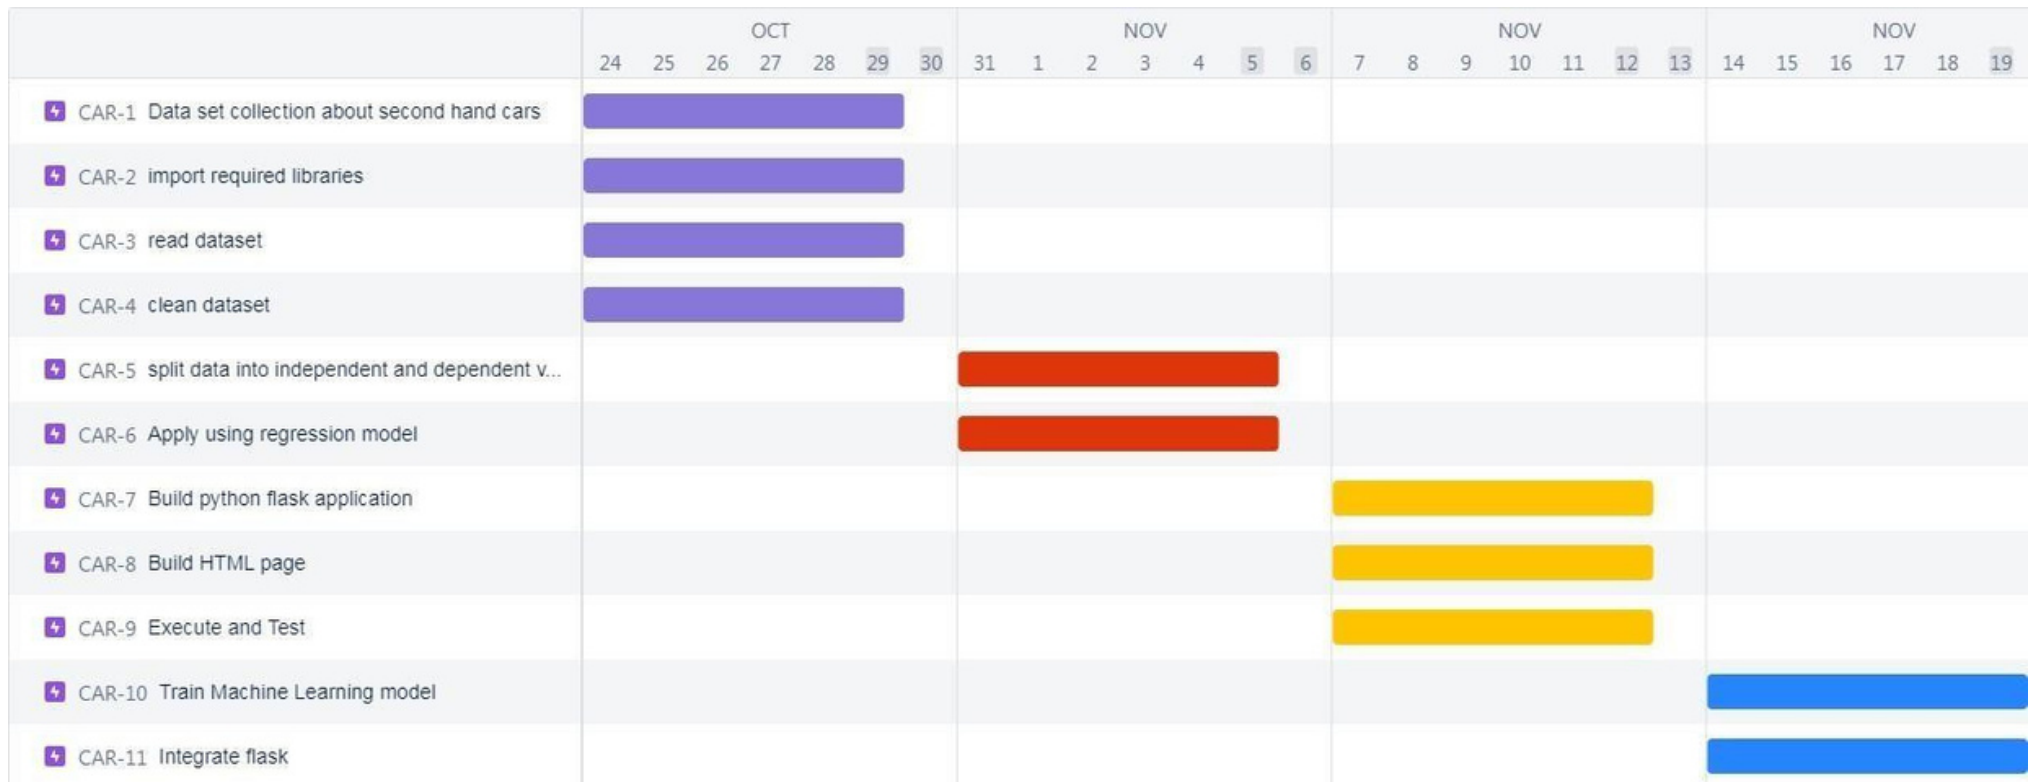 OCT NOV NOV NOV
24 25 26 27 28 29 30 31 1 2 3 4 5 6 7 8 9 10 11 12 13 14 15 16 17 18 19
CAR-1 Data set collection about second hand cars
CAR-2 import required libraries
CAR-3 read dataset
CAR-4 clean dataset
CAR-5 split data into independent and dependent v...
CAR-6 Apply using regression model
CAR-7 Build python flask application
CAR-8 Build HTML page
CAR-9 Execute and Test
CAR-10 Train Machine Learning model
CAR-11 Integrate flask